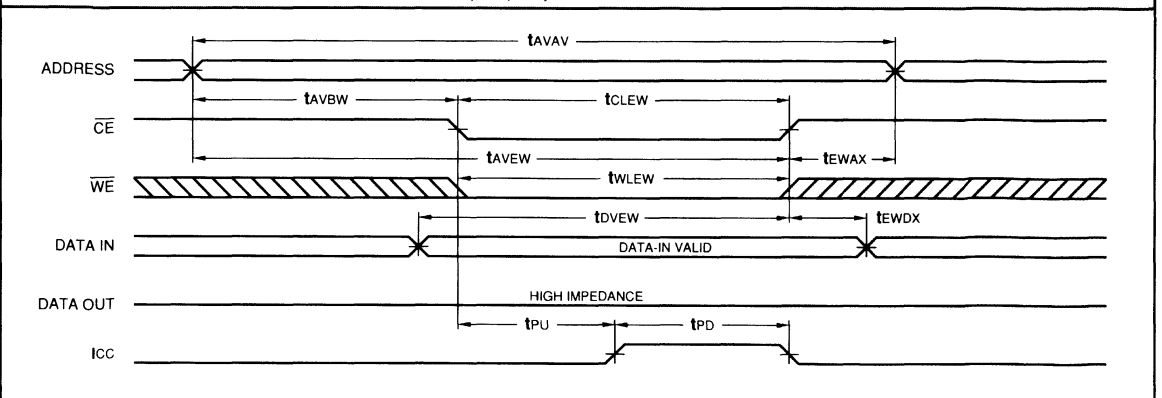 tAVAV
ADDRESS
tAVBW
tCLEW
CE
tAVEW
tEWAX
tWLEW
WE
tDVEW
tEWDX
DATA IN
DATA-IN VALID
DATA OUT
HIGH IMPEDANCE
tPU
tPD
ICC